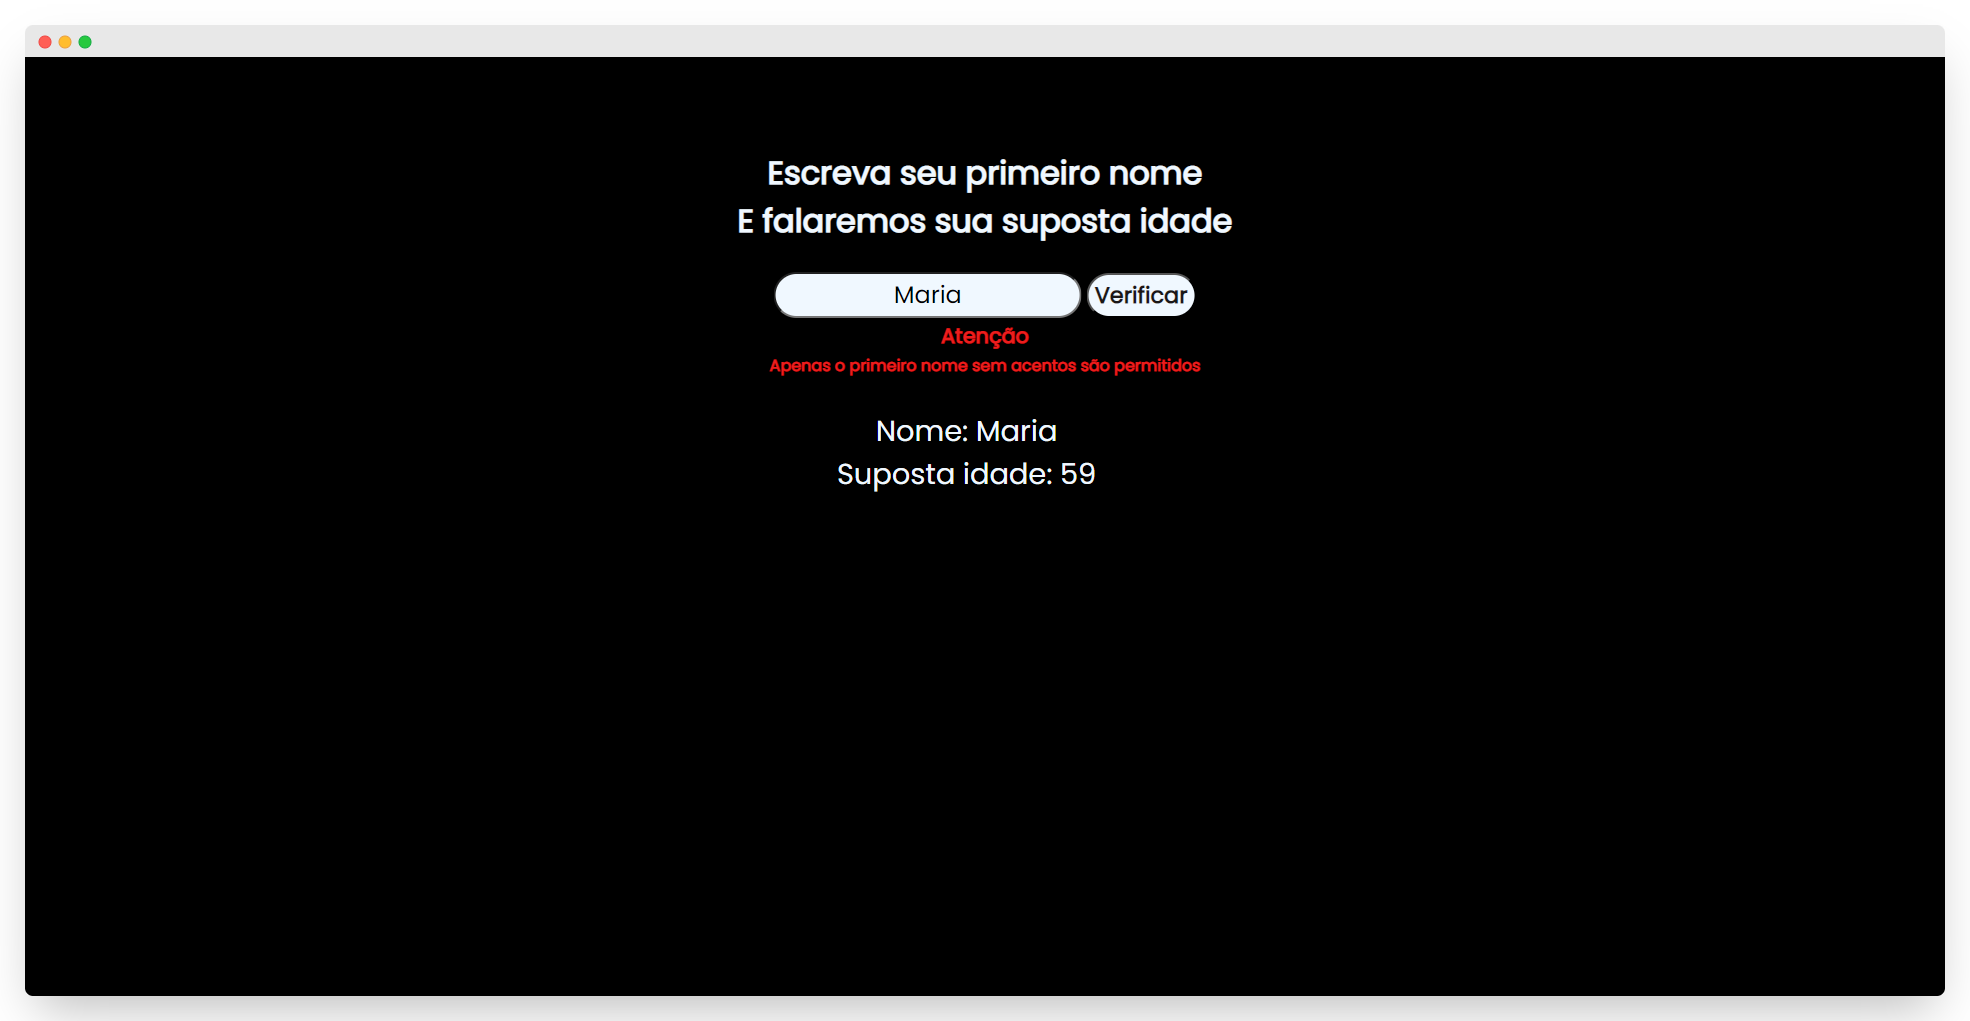 Escreva seu primeiro nome
E falaremos sua suposta idade
Maria Verificar
Atenção
Apenas o primeiro nome sem acentos são permitidos
Nome: Maria
Suposta idade: 59